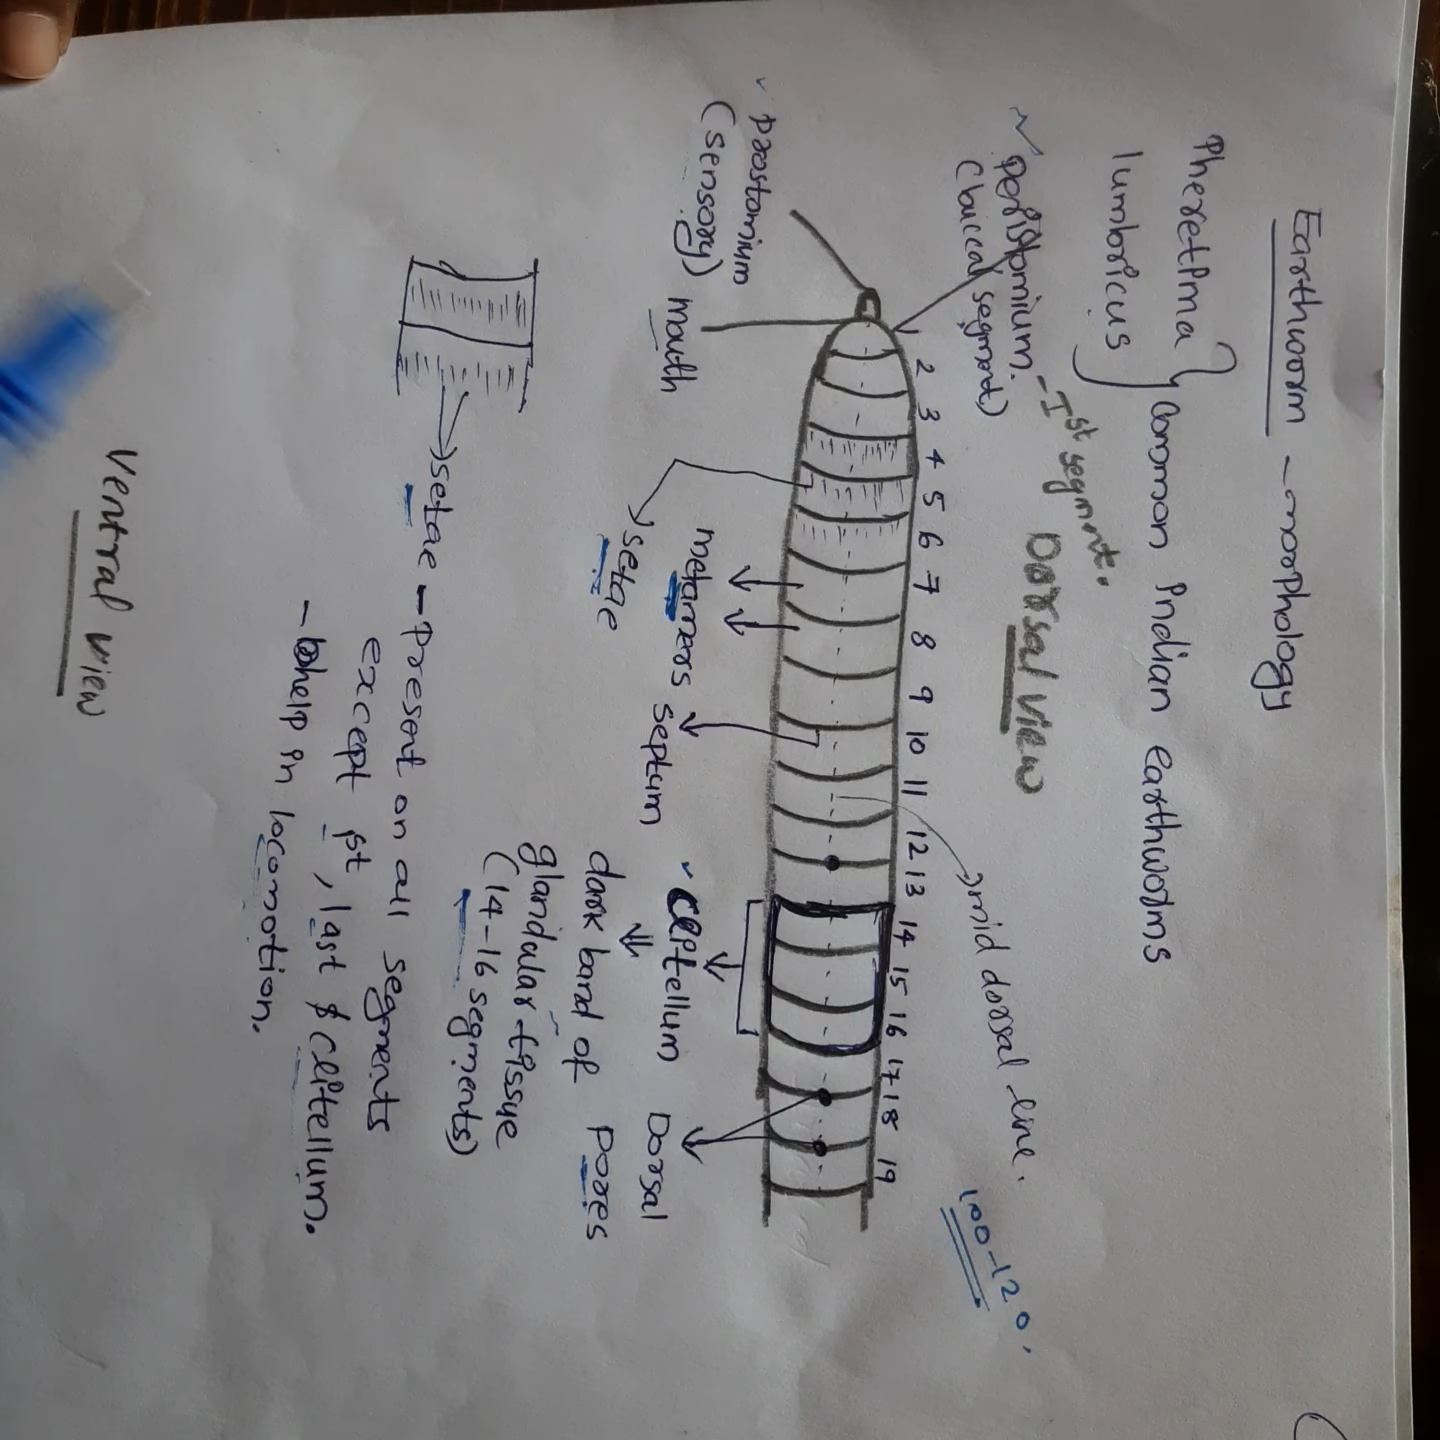 Earthworm - morphology
Pheretima
lumbricus } Common indian earthworms
peristomium. - Ist segment.
(buccal segment)
Dorsal view
prostomium
(sensory)
mouth
1 2 3 4 5 6 7 8 9 10 11 12 13 14 15 16 17 18 19
mid dorsal line.
100-120.
setae
metamers
septum
clitellum
dark band of
glandular tissue
(14-16 segments)
Dorsal
pores
setae - present on all segments
except 1st, last & clitellum.
- help in locomotion.
Ventral view